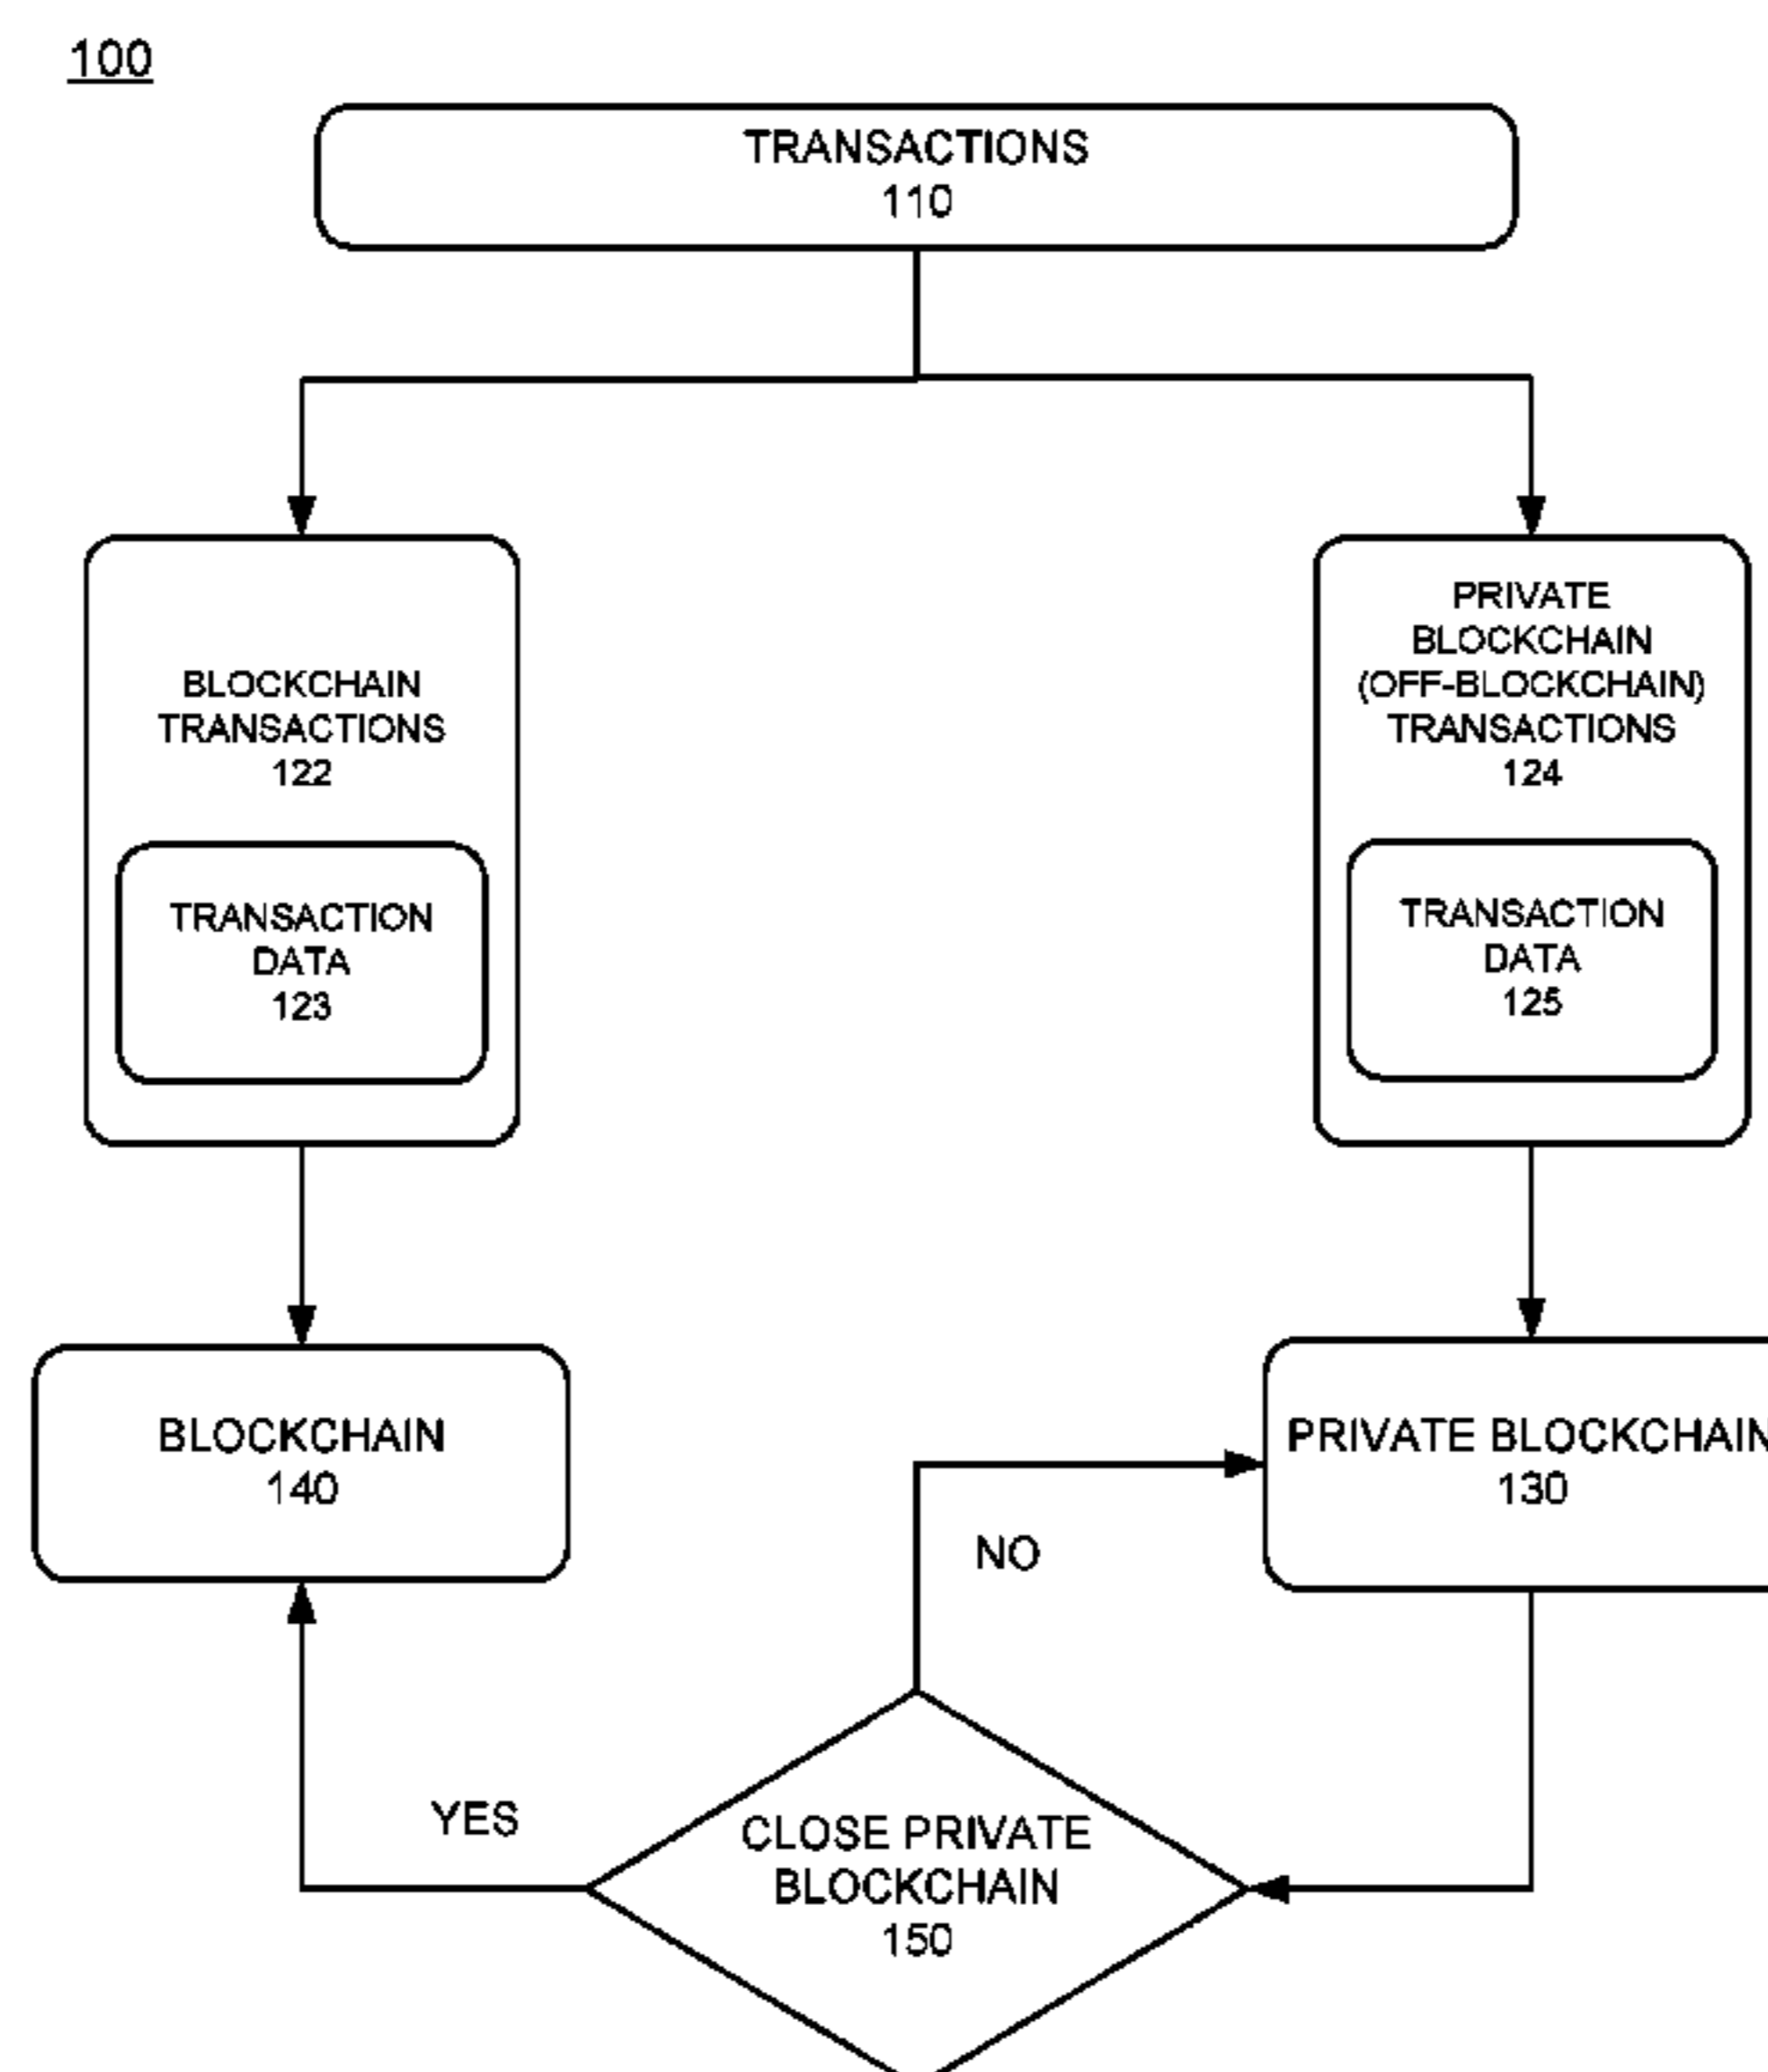 100
TRANSACTIONS
110
BLOCKCHAIN
TRANSACTIONS
122
TRANSACTION
DATA
123
PRIVATE
BLOCKCHAIN
(OFF-BLOCKCHAIN)
TRANSACTIONS
124
TRANSACTION
DATA
125
BLOCKCHAIN
140
PRIVATE BLOCKCHAIN
130
NO
YES
CLOSE PRIVATE
BLOCKCHAIN
150